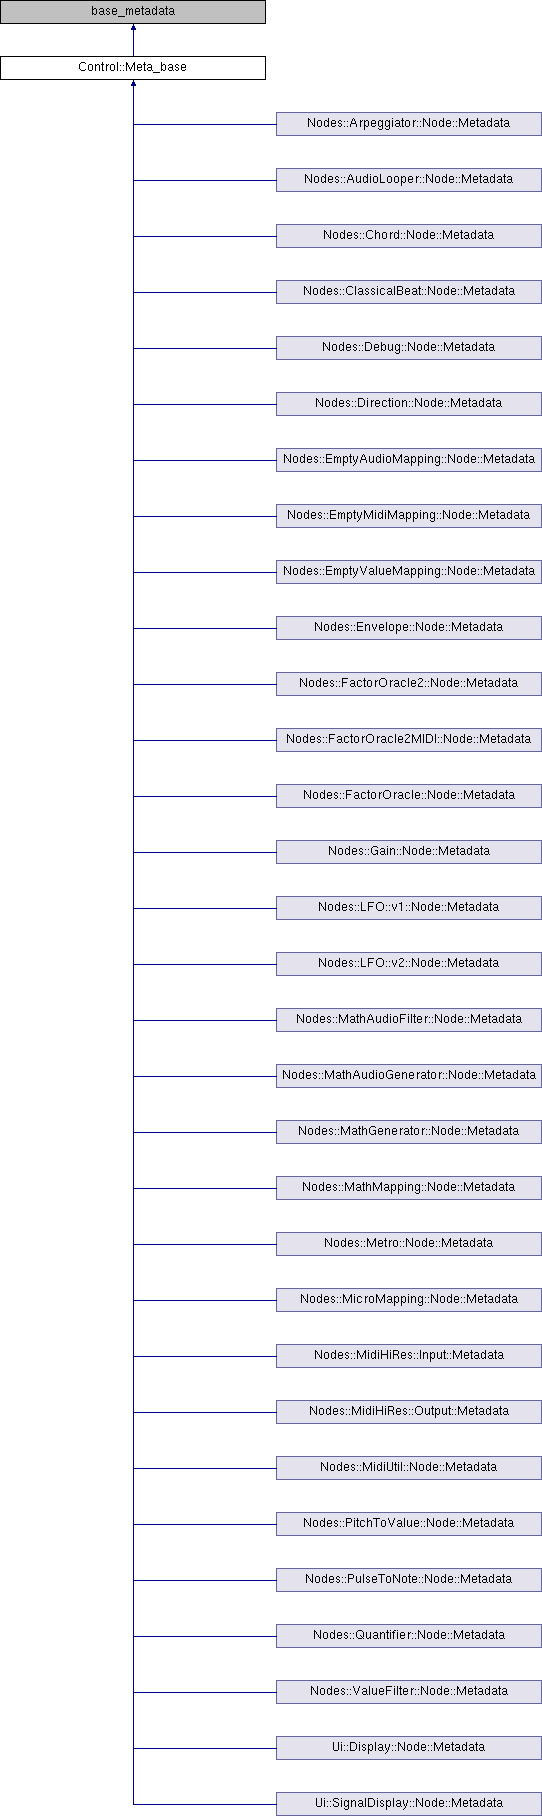 base_metadata
Control::Meta_base
Nodes::Arpeggiator::Node::Metadata
Nodes::AudioLooper::Node::Metadata
Nodes::Chord::Node::Metadata
Nodes::ClassicalBeat::Node::Metadata
Nodes::Debug::Node::Metadata
Nodes::Direction::Node::Metadata
Nodes::EmptyAudioMapping::Node::Metadata
Nodes::EmptyMidiMapping::Node::Metadata
Nodes::EmptyValueMapping::Node::Metadata
Nodes::Envelope::Node::Metadata
Nodes::FactorOracle2::Node::Metadata
Nodes::FactorOracle2MIDI::Node::Metadata
Nodes::FactorOracle::Node::Metadata
Nodes::Gain::Node::Metadata
Nodes::LFO::v1::Node::Metadata
Nodes::LFO::v2::Node::Metadata
Nodes::MathAudioFilter::Node::Metadata
Nodes::MathAudioGenerator::Node::Metadata
Nodes::MathGenerator::Node::Metadata
Nodes::MathMapping::Node::Metadata
Nodes::Metro::Node::Metadata
Nodes::MicroMapping::Node::Metadata
Nodes::MidiHiRes::Input::Metadata
Nodes::MidiHiRes::Output::Metadata
Nodes::MidiUtil::Node::Metadata
Nodes::PitchToValue::Node::Metadata
Nodes::PulseToNote::Node::Metadata
Nodes::Quantifier::Node::Metadata
Nodes::ValueFilter::Node::Metadata
Ui::Display::Node::Metadata
Ui::SignalDisplay::Node::Metadata